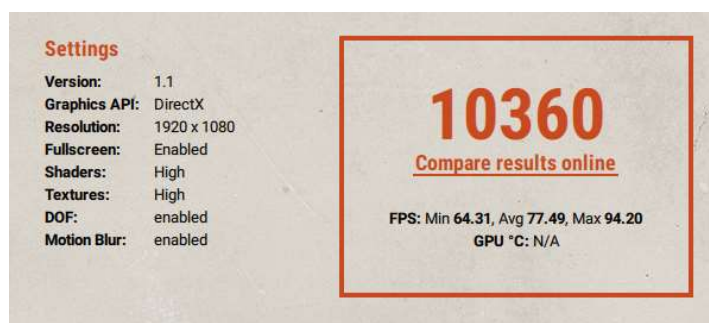 Settings
Version: 1.1
Graphics API: DirectX
Resolution: 1920 x 1080
Fullscreen: Enabled
Shaders: High
Textures: High
DOF: enabled
Motion Blur: enabled
10360
Compare results online
FPS: Min 64.31, Avg 77.49, Max 94.20
GPU °C: N/A